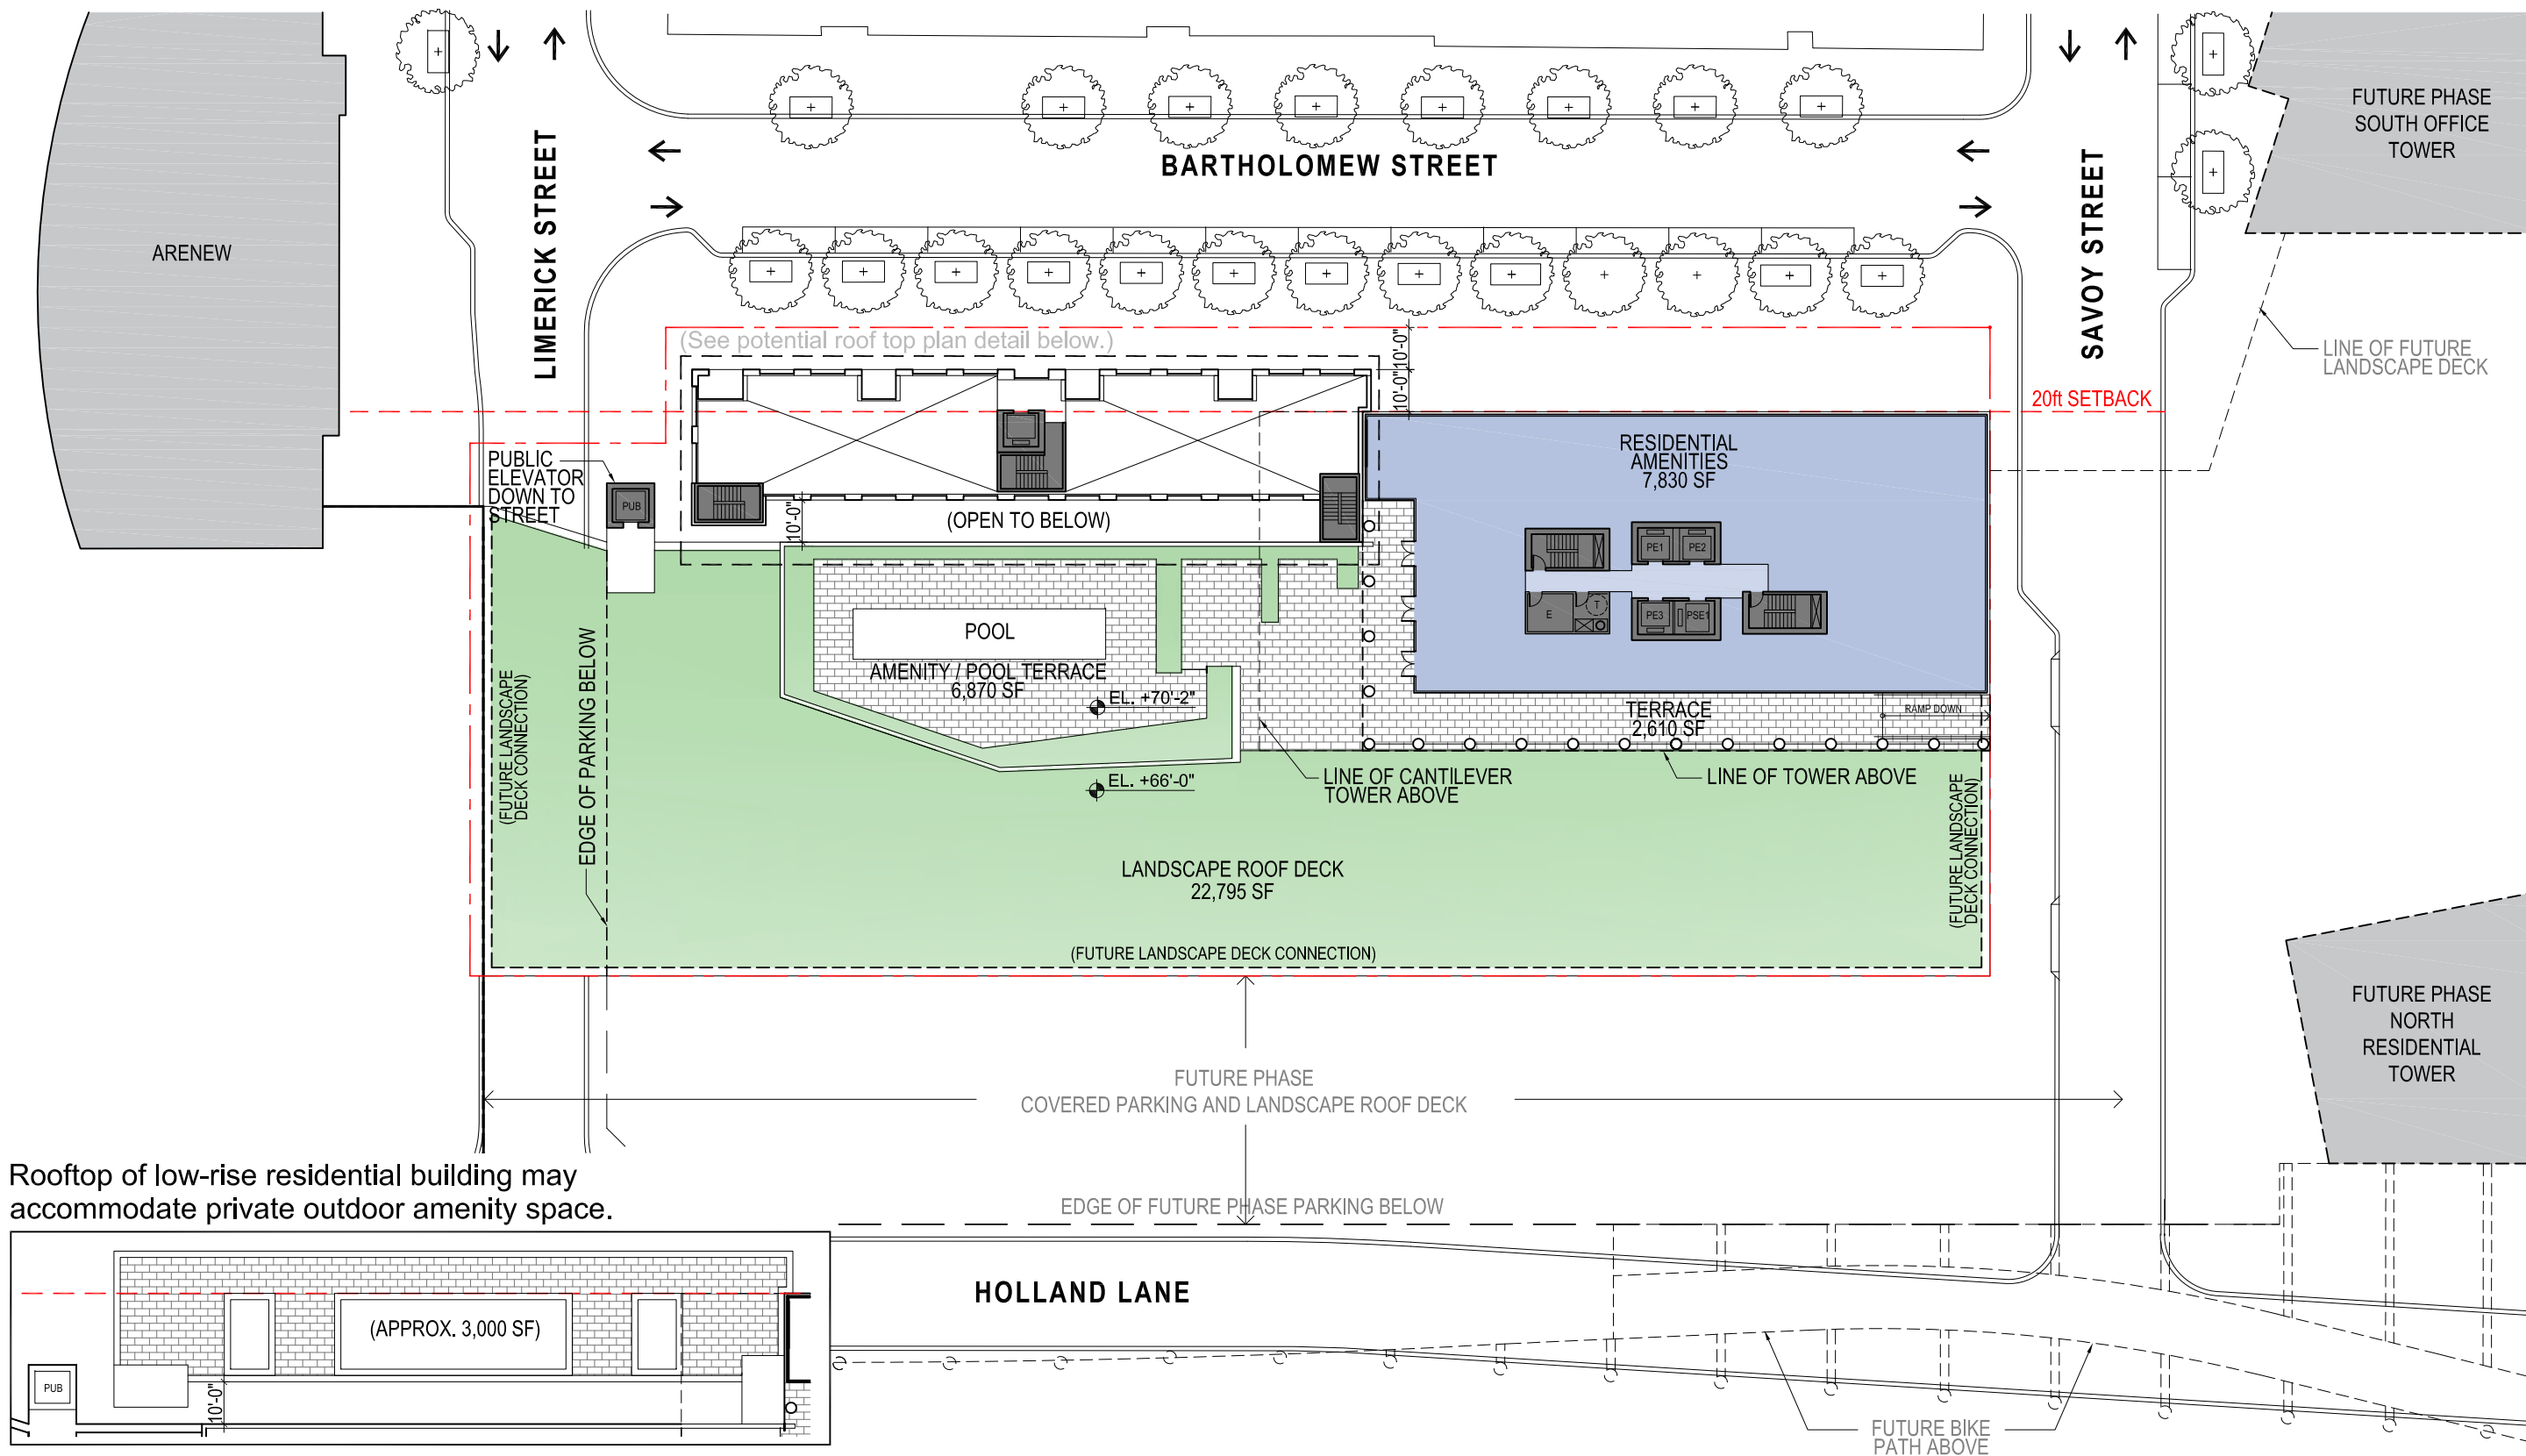 FUTURE PHASE
SOUTH OFFICE
TOWER
LIMERICK STREET
BARTHOLOMEW STREET
SAVOY STREET
ARENEW
(See potential roof top plan detail below.)
10'-0"
10'-0"
LINE OF FUTURE
LANDSCAPE DECK
20ft SETBACK
PUBLIC
ELEVATOR
DOWN TO
STREET
PUB
RESIDENTIAL
AMENITIES
7,830 SF
(OPEN TO BELOW)
10'-0"
PE1
PE2
PE3
PSE1
E
T
POOL
AMENITY / POOL TERRACE
6,870 SF
EL. +70'-2"
EL. +66'-0"
TERRACE
2,610 SF
RAMP DOWN
(FUTURE LANDSCAPE
DECK CONNECTION)
EDGE OF PARKING BELOW
LINE OF CANTILEVER
TOWER ABOVE
LINE OF TOWER ABOVE
(FUTURE LANDSCAPE
DECK CONNECTION)
LANDSCAPE ROOF DECK
22,795 SF
(FUTURE LANDSCAPE DECK CONNECTION)
FUTURE PHASE
NORTH
RESIDENTIAL
TOWER
FUTURE PHASE
COVERED PARKING AND LANDSCAPE ROOF DECK
Rooftop of low-rise residential building may
accommodate private outdoor amenity space.
EDGE OF FUTURE PHASE PARKING BELOW
HOLLAND LANE
(APPROX. 3,000 SF)
PUB
10'-0"
FUTURE BIKE
PATH ABOVE